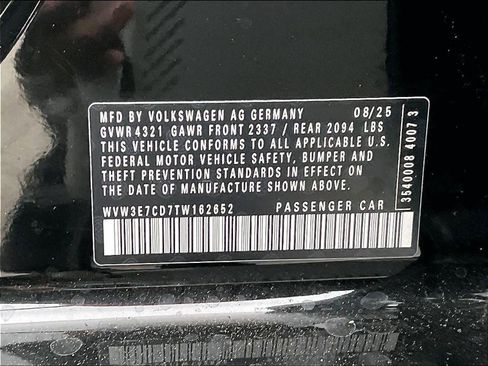 MFD BY VOLKSWAGEN AG GERMANY 08/25
GVWR 4321 GAWR FRONT 2337 / REAR 2094 LBS
THIS VEHICLE CONFORMS TO ALL APPLICABLE U.S.
FEDERAL MOTOR VEHICLE SAFETY, BUMPER AND
THEFT PREVENTION STANDARDS IN EFFECT ON
THE DATE OF MANUFACTURE SHOWN ABOVE.
WVW3E7CD7TW162652 PASSENGER CAR
3540008 4007 3